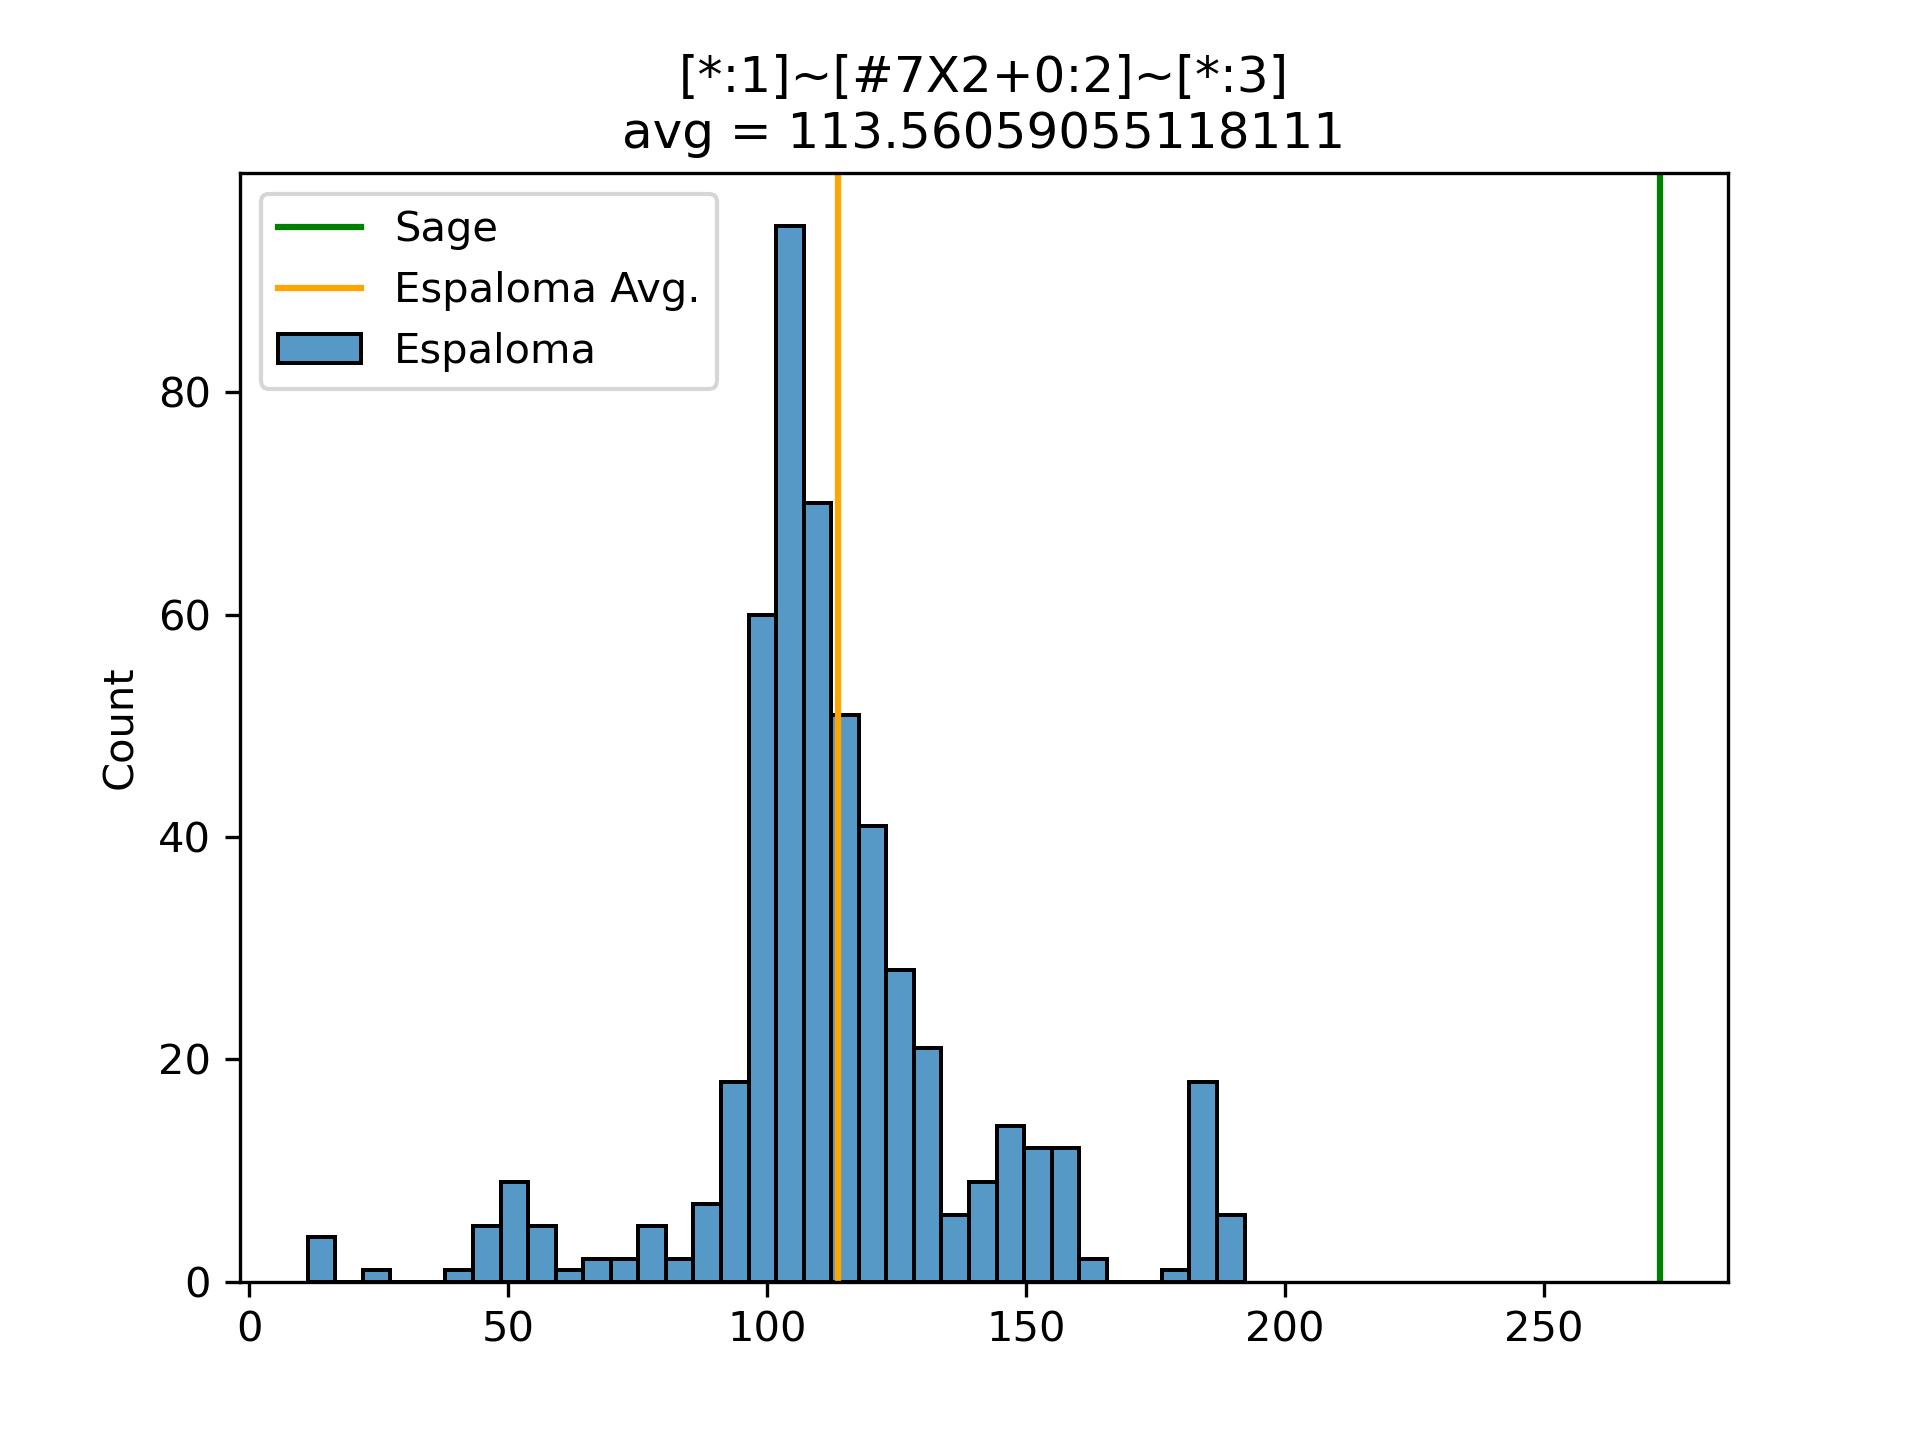 [*:1]~[#7X2+0:2]~[*:3]
avg = 113.56059055118111
Sage
Espaloma Avg.
Espaloma
80
60
40
20
0
Count
0 50 100 150 200 250